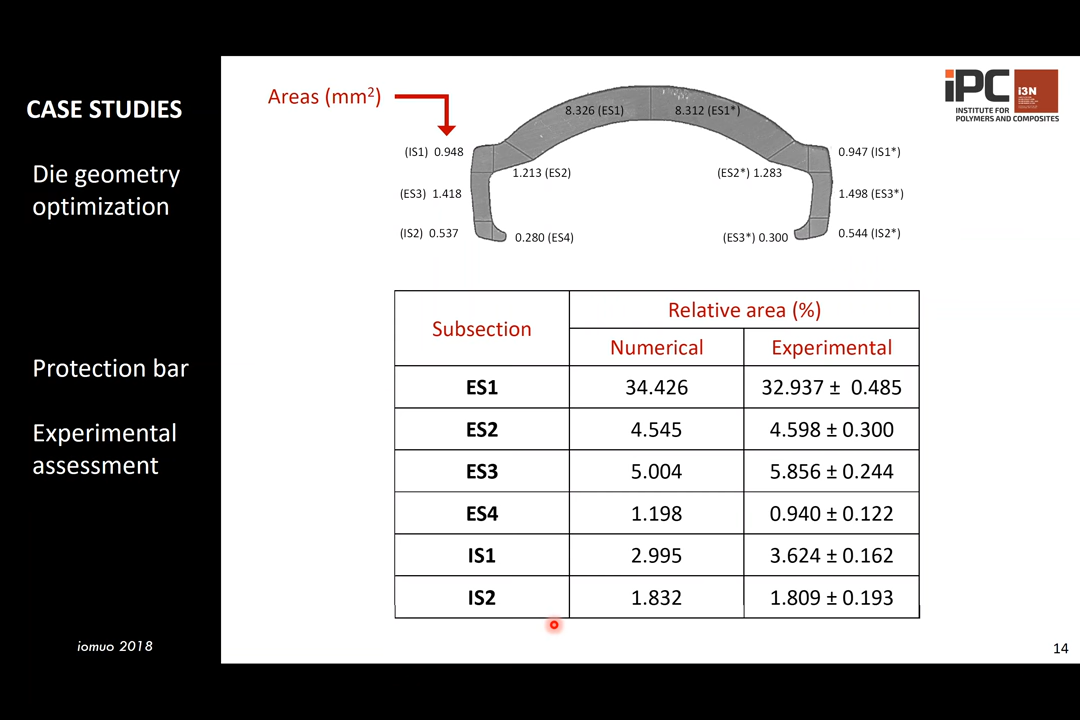 CASE STUDIES
Die geometry
optimization
Protection bar
Experimental
assessment
iomuo 2018
Areas (mm²)
8.326 (ES1)
8.312 (ES1*)
(IS1) 0.948
0.947 (IS1*)
1.213 (ES2)
(ES2*) 1.283
(ES3) 1.418
1.498 (ES3*)
(IS2) 0.537
0.280 (ES4)
(ES3*) 0.300
0.544 (IS2*)
iPC
I3N
INSTITUTE FOR
POLYMERS AND COMPOSITES
Subsection
Relative area (%)
Numerical Experimental
ES1 34.426 32.937 ± 0.485
ES2 4.545 4.598 ± 0.300
ES3 5.004 5.856 ± 0.244
ES4 1.198 0.940 ± 0.122
IS1 2.995 3.624 ± 0.162
IS2 1.832 1.809 ± 0.193
14